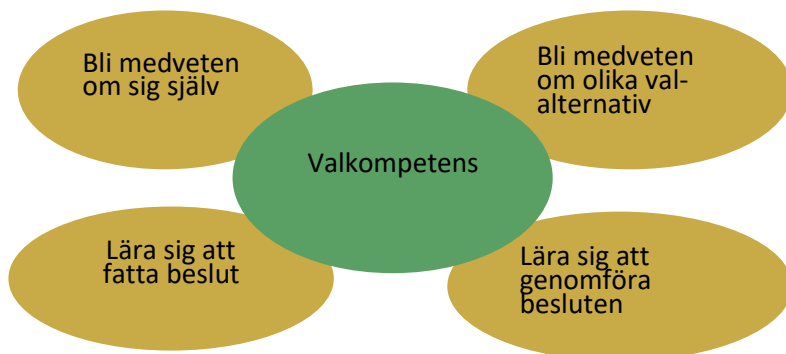 Bli medveten
om sig själv
Bli medveten
om olika val-
alternativ
Valkompetens
Lära sig att
fatta beslut
Lära sig att
genomföra
besluten